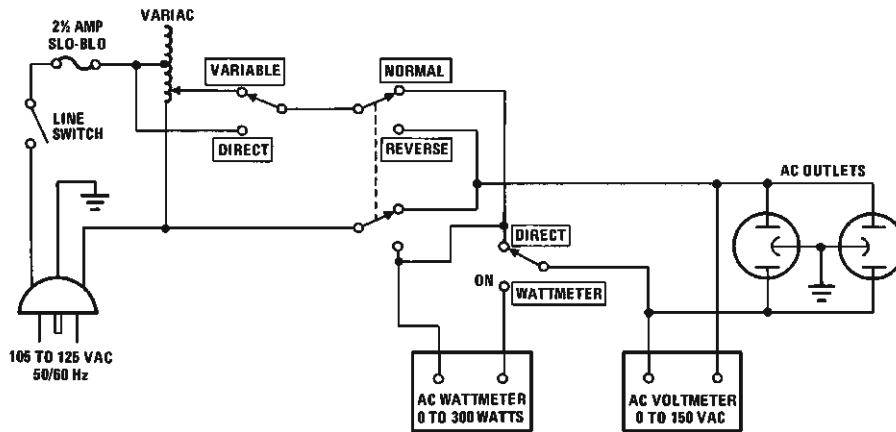 2½ AMP
SLO-BLO
VARIAC
VARIABLE
NORMAL
LINE
SWITCH
DIRECT
REVERSE
AC OUTLETS
DIRECT
ON
WATTMETER
105 TO 125 VAC
50/60 Hz
AC WATTMETER
0 TO 300 WATTS
AC VOLTMETER
0 TO 150 VAC